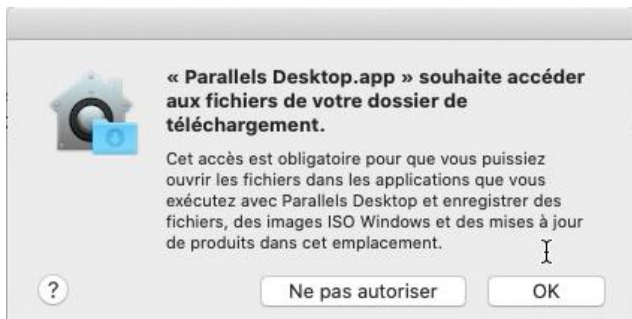 « Parallels Desktop.app » souhaite accéder
aux fichiers de votre dossier de
téléchargement.
Cet accès est obligatoire pour que vous puissiez
ouvrir les fichiers dans les applications que vous
exécutez avec Parallels Desktop et enregistrer des
fichiers, des images ISO Windows et des mises à jour
de produits dans cet emplacement.
? Ne pas autoriser OK